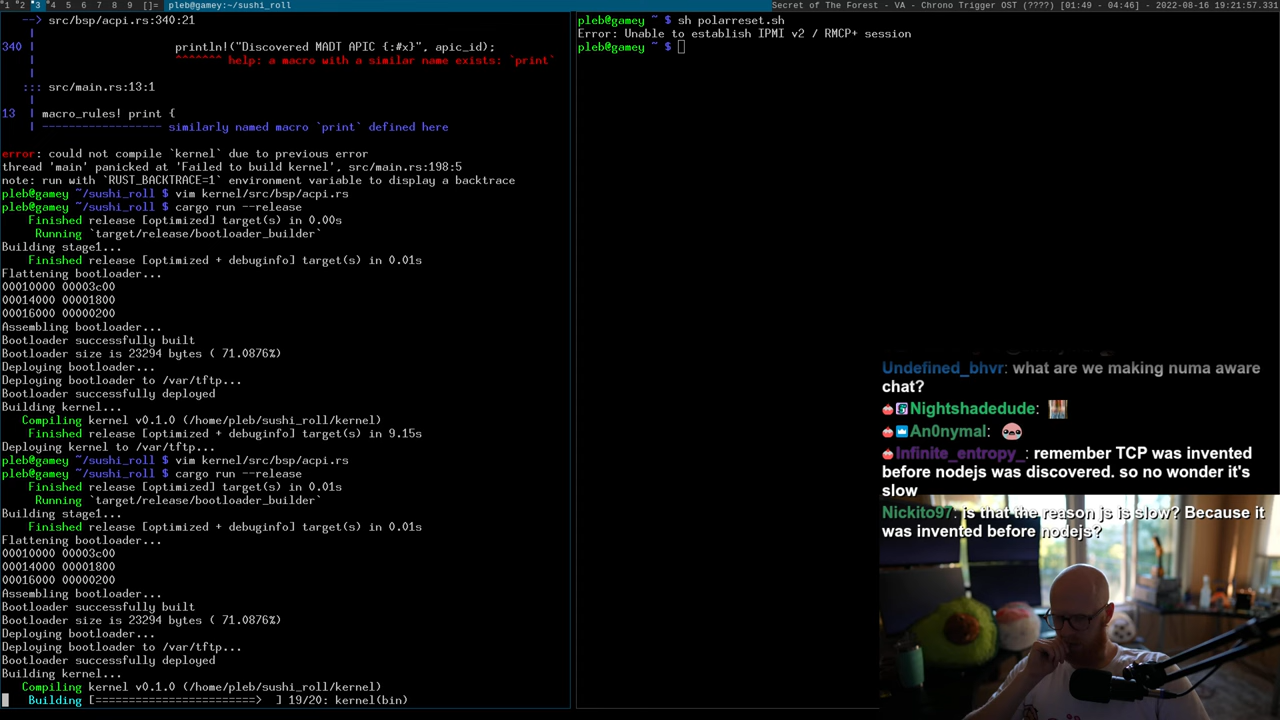 1 2 3 4 5 6 7 8 9 []= pleb@gamey:~/sushi_roll
Secret of The Forest - VA - Chrono Trigger OST (????) [01:49 - 04:46] - 2022-08-16 19:21:57.331
--> src/bsp/acpi.rs:340:21
|
340 | println!("Discovered MADT APIC {:#x}", apic_id);
| ^^^^^^^ help: a macro with a similar name exists: `print`
|
::: src/main.rs:13:1
|
13 | macro_rules! print {
| ------------------ similarly named macro `print` defined here
error: could not compile `kernel` due to previous error
thread 'main' panicked at 'Failed to build kernel', src/main.rs:198:5
note: run with `RUST_BACKTRACE=1` environment variable to display a backtrace
pleb@gamey ~/sushi_roll $ vim kernel/src/bsp/acpi.rs
pleb@gamey ~/sushi_roll $ cargo run --release
Finished release [optimized] target(s) in 0.00s
Running `target/release/bootloader_builder`
Building stage1...
Finished release [optimized + debuginfo] target(s) in 0.01s
Flattening bootloader...
00010000 00003c00
00014000 00001800
00016000 00000200
Assembling bootloader...
Bootloader successfully built
Bootloader size is 23294 bytes ( 71.0876%)
Deploying bootloader...
Deploying bootloader to /var/tftp...
Bootloader successfully deployed
Building kernel...
Compiling kernel v0.1.0 (/home/pleb/sushi_roll/kernel)
Finished release [optimized + debuginfo] target(s) in 9.15s
Deploying kernel to /var/tftp...
pleb@gamey ~/sushi_roll $ vim kernel/src/bsp/acpi.rs
pleb@gamey ~/sushi_roll $ cargo run --release
Finished release [optimized] target(s) in 0.01s
Running `target/release/bootloader_builder`
Building stage1...
Finished release [optimized + debuginfo] target(s) in 0.01s
Flattening bootloader...
00010000 00003c00
00014000 00001800
00016000 00000200
Assembling bootloader...
Bootloader successfully built
Bootloader size is 23294 bytes ( 71.0876%)
Deploying bootloader...
Deploying bootloader to /var/tftp...
Bootloader successfully deployed
Building kernel...
Compiling kernel v0.1.0 (/home/pleb/sushi_roll/kernel)
Building [========================> ] 19/20: kernel(bin)
pleb@gamey ~ $ sh polarreset.sh
Error: Unable to establish IPMI v2 / RMCP+ session
pleb@gamey ~ $
Undefined_bhvr: what are we making numa aware
chat?
Nightshadedude:
An0nymal:
Infinite_entropy_: remember TCP was invented
before nodejs was discovered. so no wonder it's
slow
Nickito97: is that the reason js is slow? Because it
was invented before nodejs?